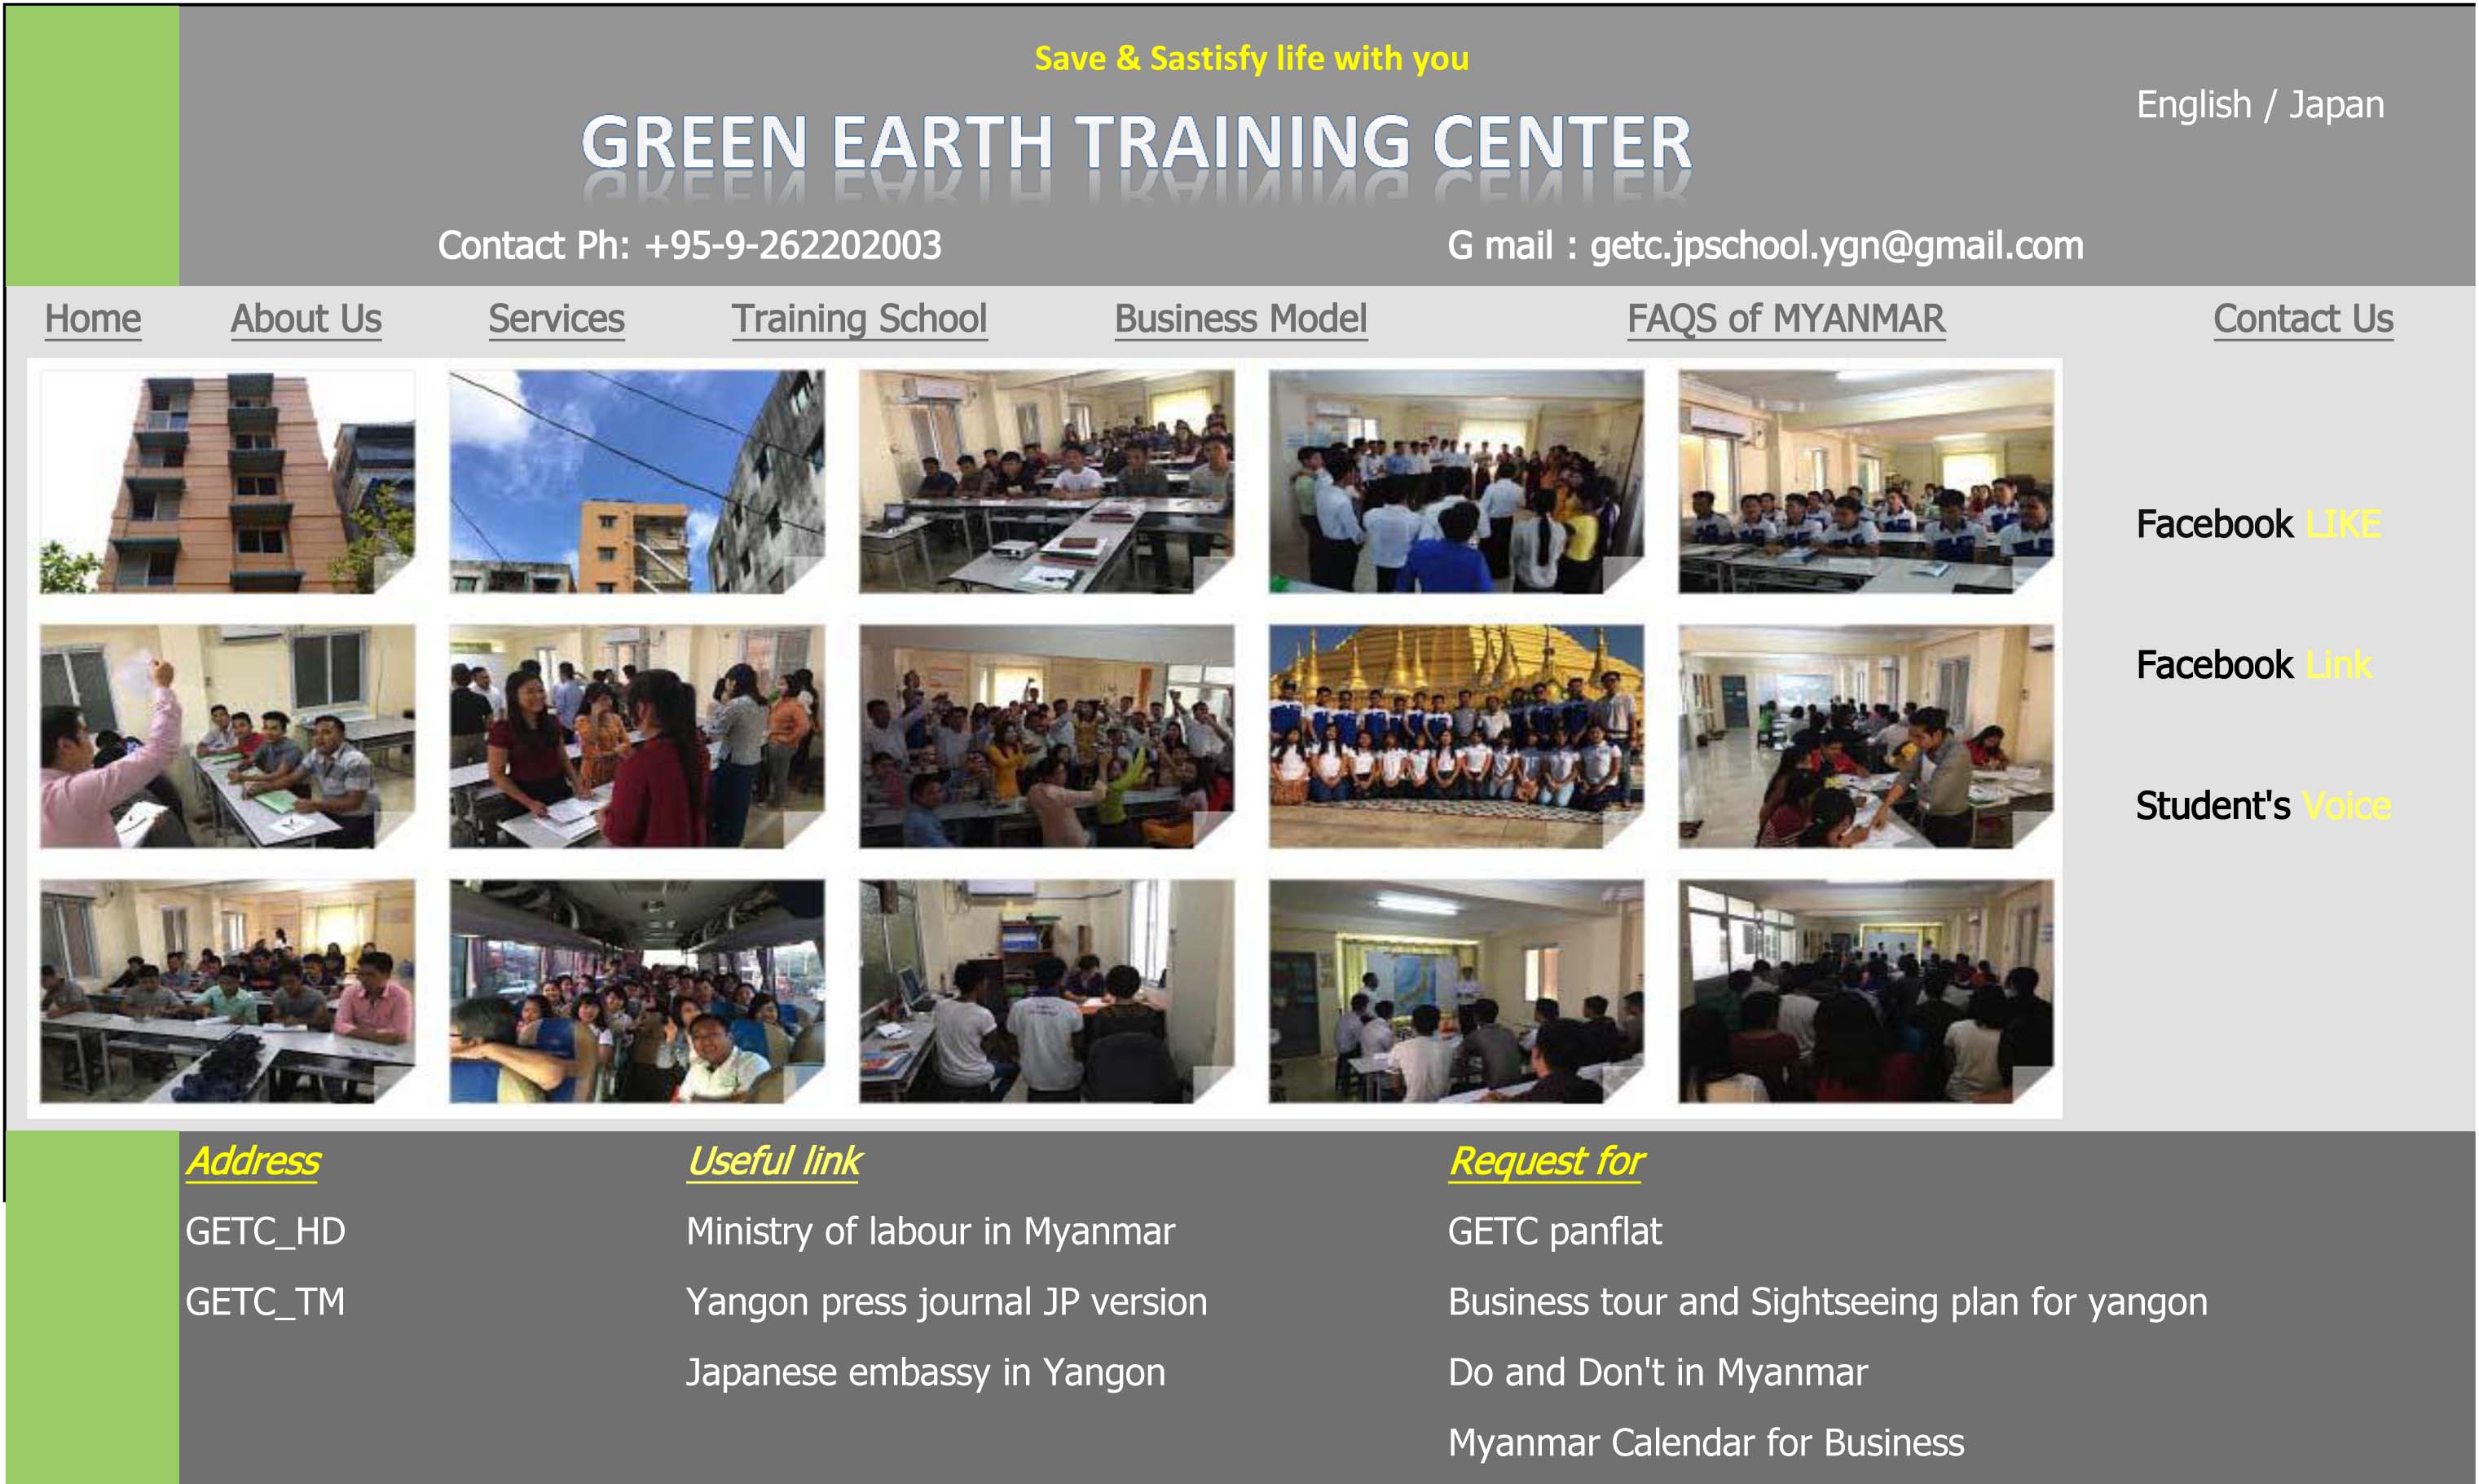 Save & Sastisfy life with you
English / Japan
GREEN EARTH TRAINING CENTER
Contact Ph: +95-9-262202003
G mail : getc.jpschool.ygn@gmail.com
Home
About Us
Services
Training School
Business Model
FAQS of MYANMAR
Contact Us
Facebook LIKE
Facebook Link
Student's Voice
Address
GETC_HD
GETC_TM
Useful link
Ministry of labour in Myanmar
Yangon press journal JP version
Japanese embassy in Yangon
Request for
GETC panflat
Business tour and Sightseeing plan for yangon
Do and Don't in Myanmar
Myanmar Calendar for Business